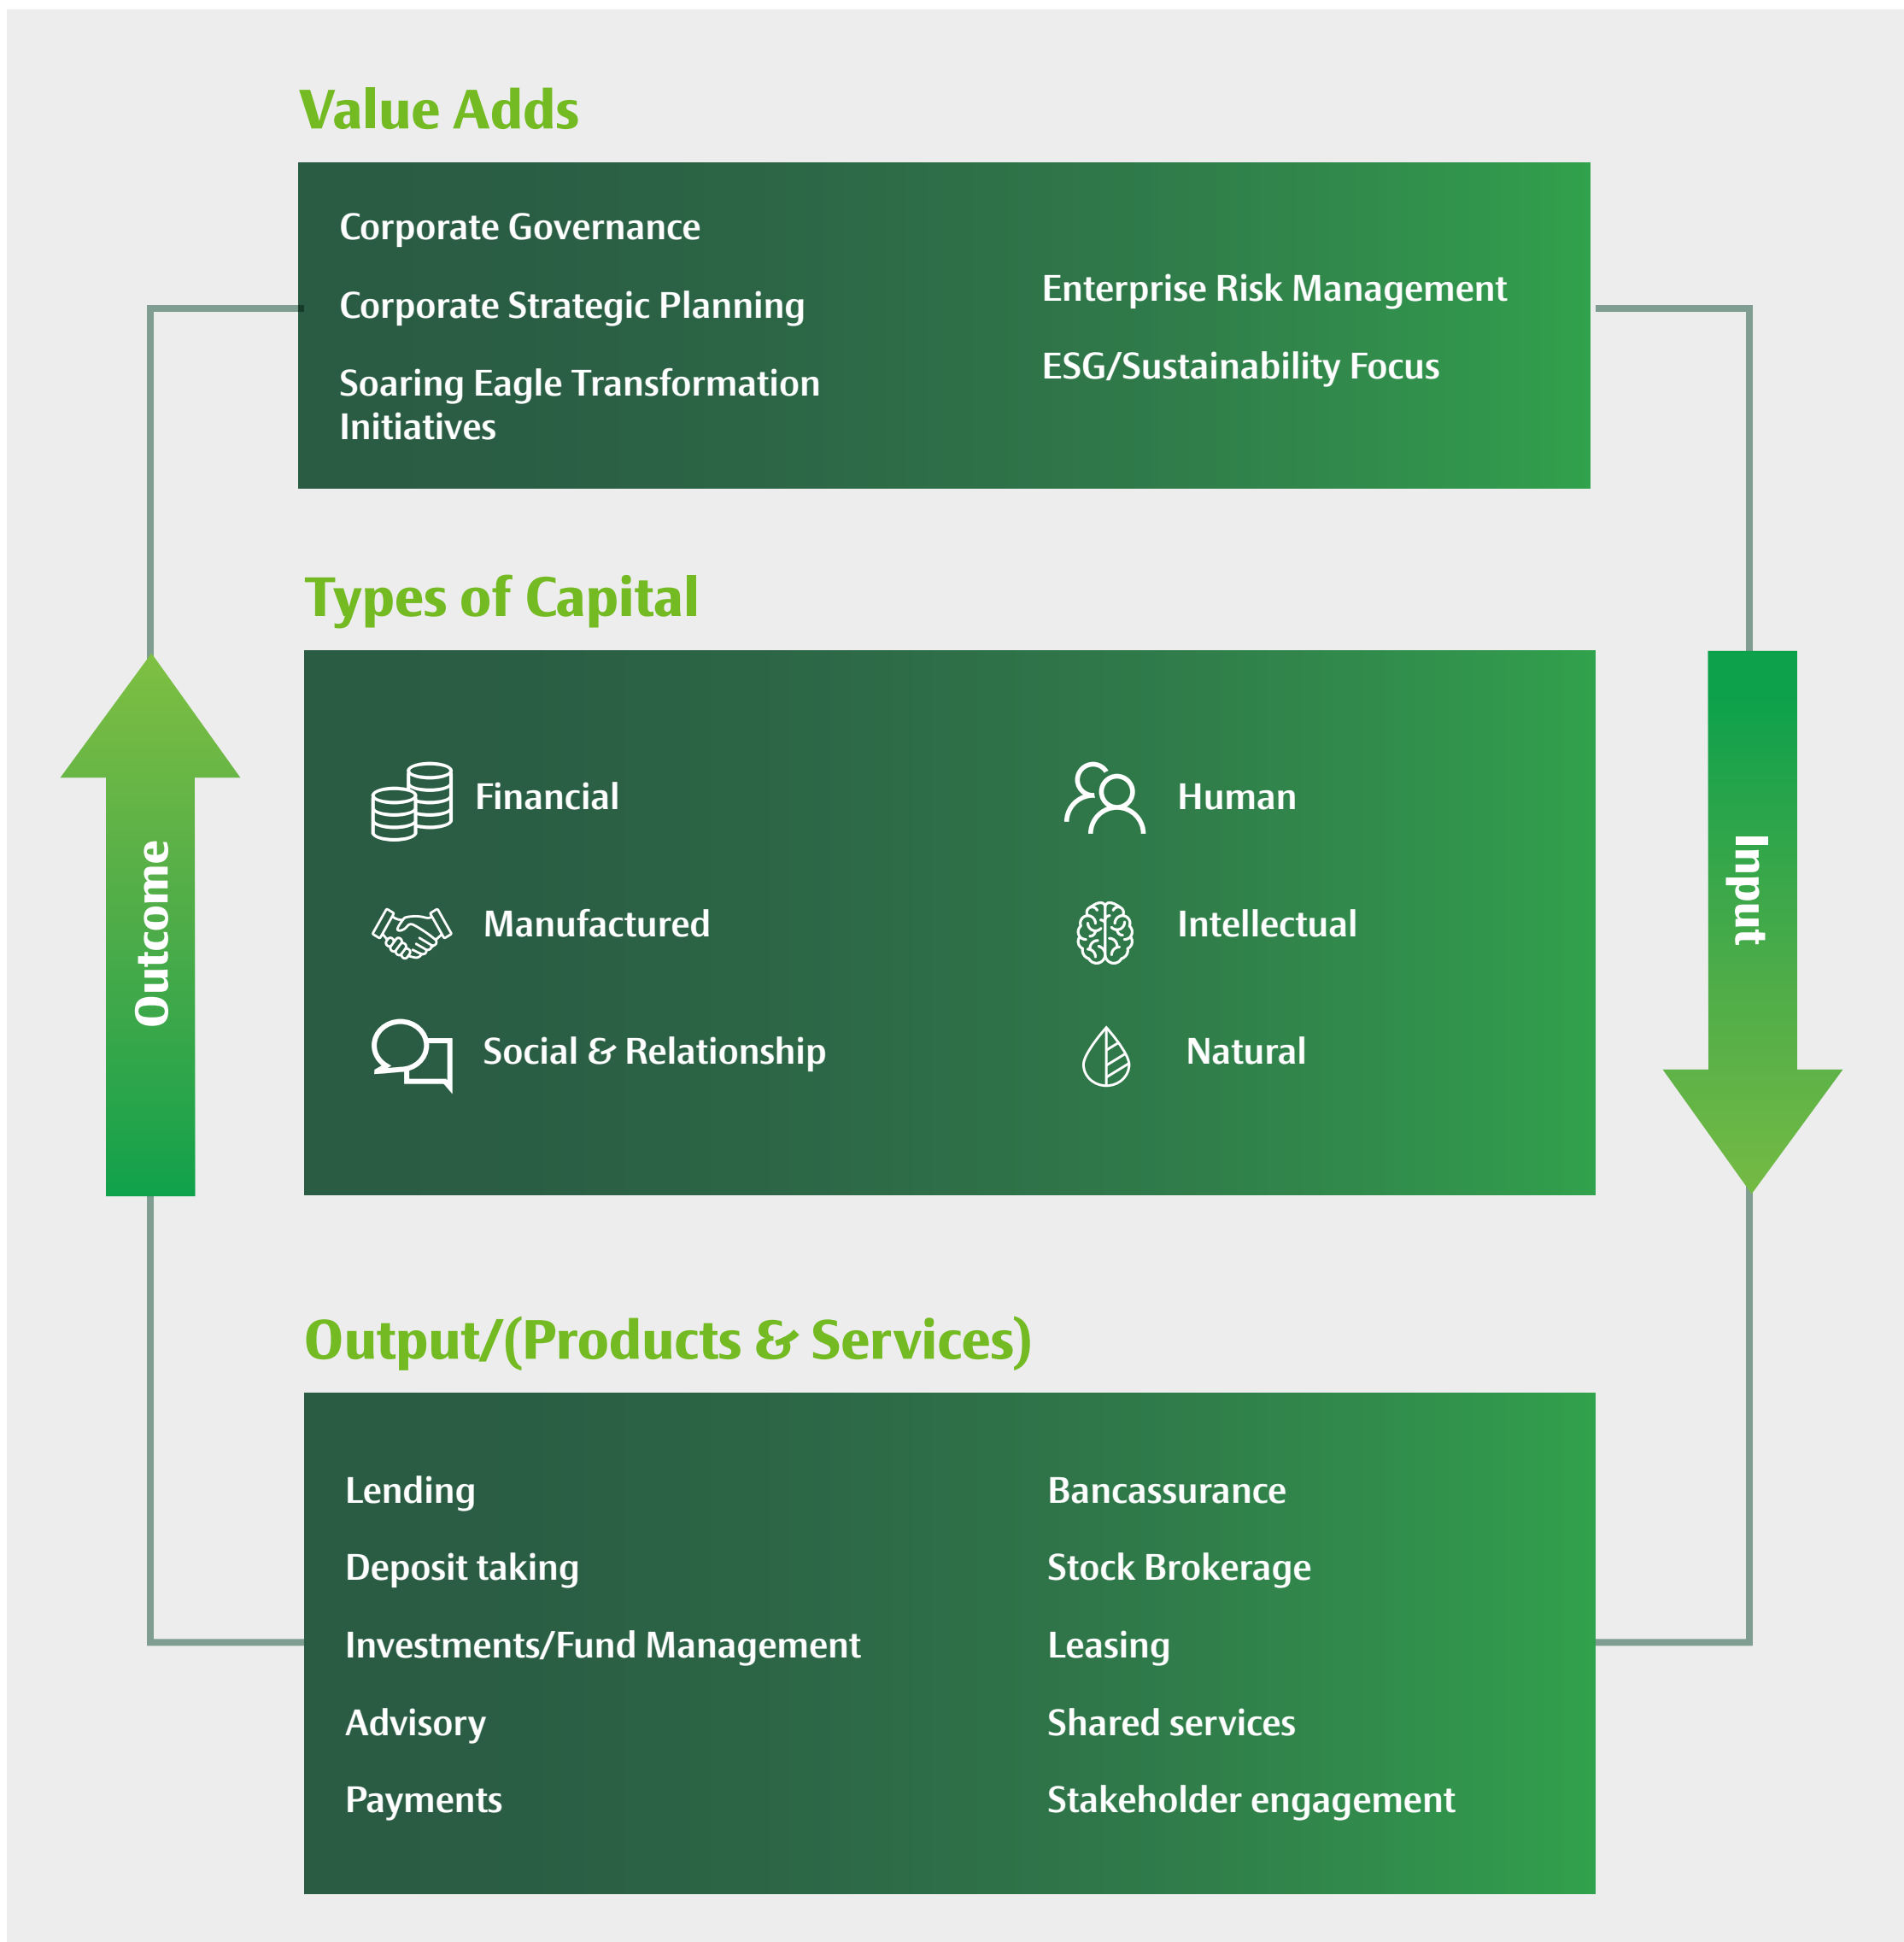 Value Adds
Corporate Governance
Corporate Strategic Planning
Soaring Eagle Transformation
Initiatives
Enterprise Risk Management
ESG/Sustainability Focus
Types of Capital
Financial
Manufactured
Social & Relationship
Human
Intellectual
Natural
Outcome
Input
Output/(Products & Services)
Lending
Deposit taking
Investments/Fund Management
Advisory
Payments
Bancassurance
Stock Brokerage
Leasing
Shared services
Stakeholder engagement